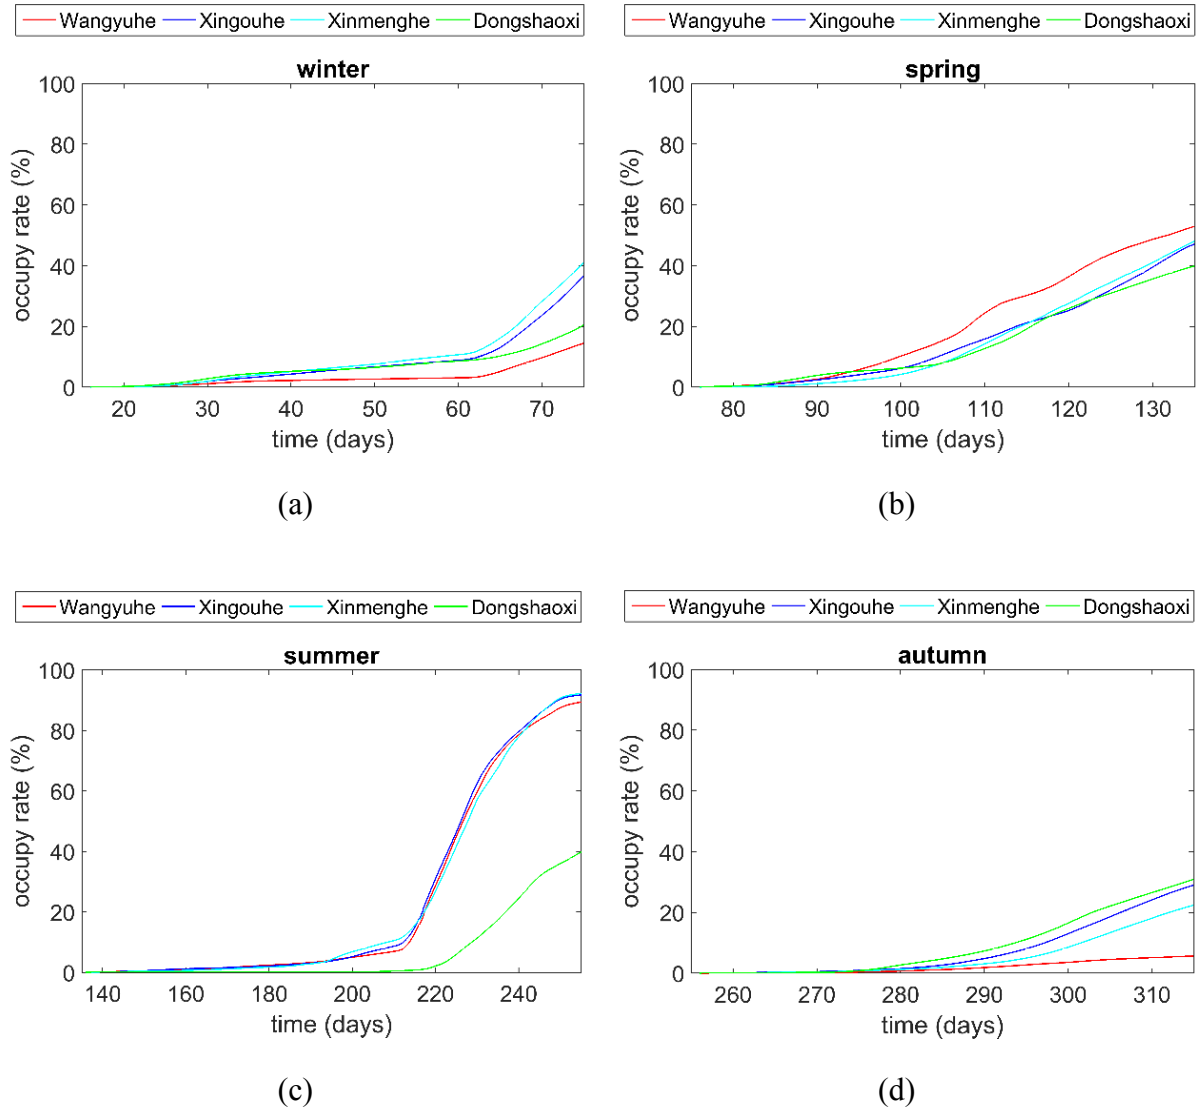 Wangyuhe Xingouhe Xinmenghe Dongshaoxi
winter
100
80
60
40
20
0
occupy rate (%)
20 30 40 50 60 70
time (days)
(a)
Wangyuhe Xingouhe Xinmenghe Dongshaoxi
spring
100
80
60
40
20
0
occupy rate (%)
80 90 100 110 120 130
time (days)
(b)
Wangyuhe Xingouhe Xinmenghe Dongshaoxi
summer
100
80
60
40
20
0
occupy rate (%)
140 160 180 200 220 240
time (days)
(c)
Wangyuhe Xingouhe Xinmenghe Dongshaoxi
autumn
100
80
60
40
20
0
occupy rate (%)
260 270 280 290 300 310
time (days)
(d)